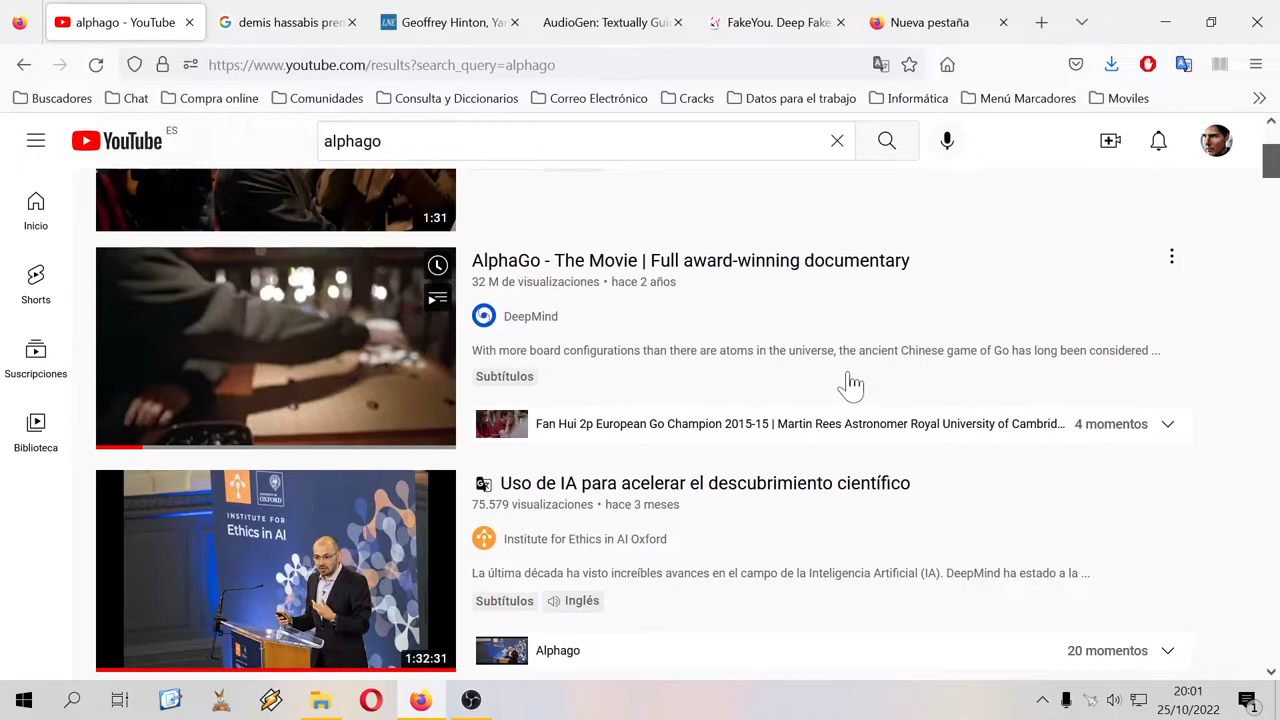 alphago - YouTube
demis hassabis prem
Geoffrey Hinton, Yan
AudioGen: Textually Gui
FakeYou. Deep Fake
Nueva pestaña
https://www.youtube.com/results?search_query=alphago
Buscadores
Chat
Compra online
Comunidades
Consulta y Diccionarios
Correo Electrónico
Cracks
Datos para el trabajo
Informática
Menú Marcadores
Moviles
YouTube ES
alphago
Inicio
Shorts
Suscripciones
Biblioteca
1:31
AlphaGo - The Movie | Full award-winning documentary
32 M de visualizaciones • hace 2 años
DeepMind
With more board configurations than there are atoms in the universe, the ancient Chinese game of Go has long been considered ...
Subtítulos
Fan Hui 2p European Go Champion 2015-15 | Martin Rees Astronomer Royal University of Cambrid... 4 momentos
UNIVERSITY OF OXFORD
INSTITUTE FOR
Ethics in AI
1:32:31
Uso de IA para acelerar el descubrimiento científico
75.579 visualizaciones • hace 3 meses
Institute for Ethics in AI Oxford
La última década ha visto increíbles avances en el campo de la Inteligencia Artificial (IA). DeepMind ha estado a la ...
Subtítulos
Inglés
Alphago 20 momentos
20:01
25/10/2022
1